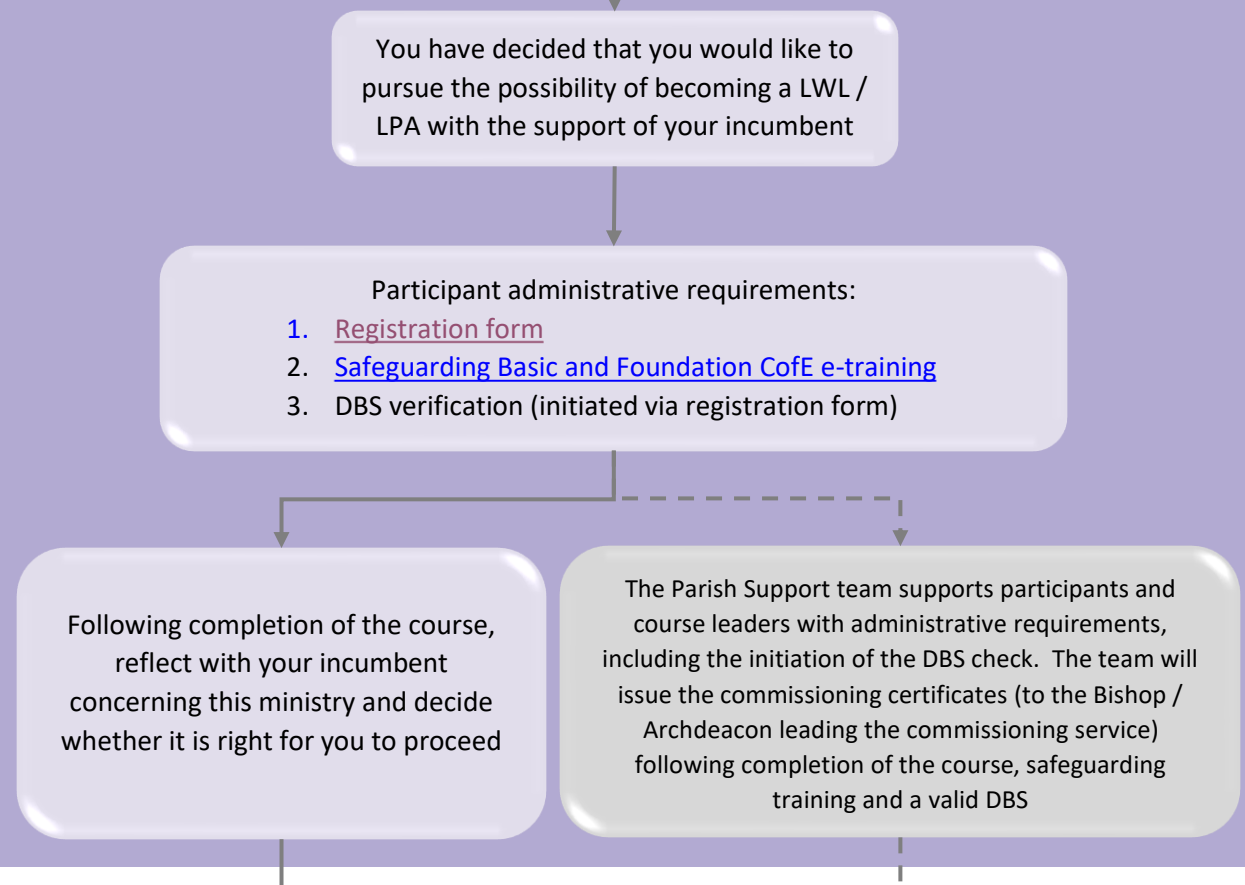 You have decided that you would like to
pursue the possibility of becoming a LWL /
LPA with the support of your incumbent
Participant administrative requirements:
1. Registration form
2. Safeguarding Basic and Foundation CofE e-training
3. DBS verification (initiated via registration form)
Following completion of the course,
reflect with your incumbent
concerning this ministry and decide
whether it is right for you to proceed
The Parish Support team supports participants and
course leaders with administrative requirements,
including the initiation of the DBS check.  The team will
issue the commissioning certificates (to the Bishop /
Archdeacon leading the commissioning service)
following completion of the course, safeguarding
training and a valid DBS